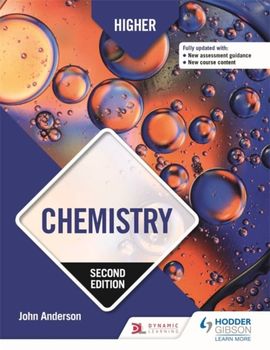 HIGHER
Fully updated with:
• New assessment guidance
• New course content
CHEMISTRY
SECOND
EDITION
John Anderson
DL DYNAMIC
LEARNING
HODDER
GIBSON
LEARN MORE